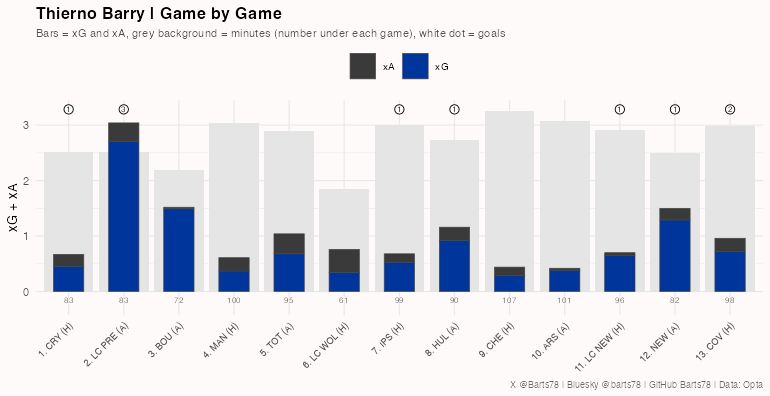 Thierno Barry | Game by Game
Bars = xG and xA, grey background = minutes (number under each game), white dot = goals
xA xG
1 3 1 1 1 1 2
xG + xA
3
2
1
0
83 83 72 100 95 61 99 90 107 101 96 82 98
1. CRY (H)
2. LC PRE (A)
3. BOU (A)
4. MAN (H)
5. TOT (A)
6. LC WOL (H)
7. IPS (H)
8. HUL (A)
9. CHE (H)
10. ARS (A)
11. LC NEW (H)
12. NEW (A)
13. COV (H)
X @Barts78 | Bluesky @barts78 | GitHub Barts78 | Data: Opta